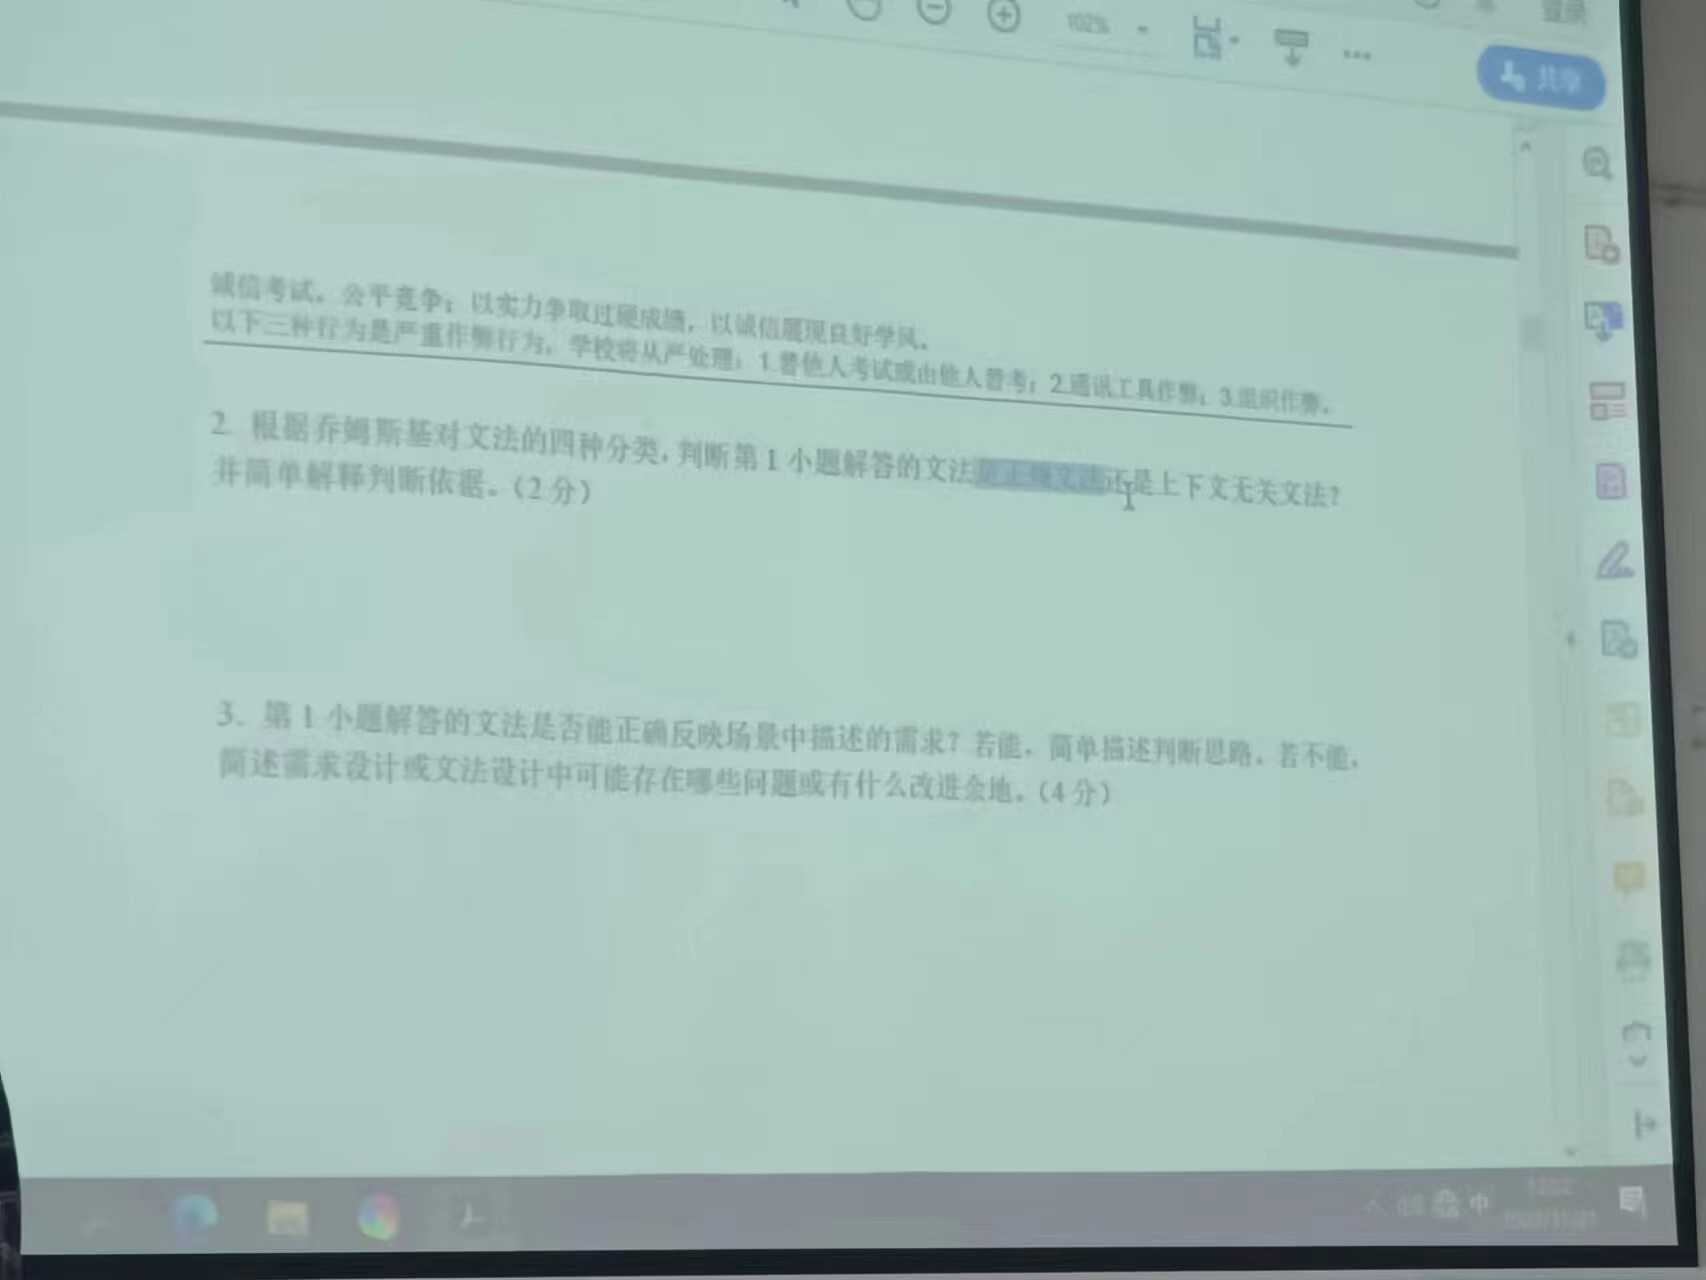 登录
102%
共享
诚信考试，公平竞争；以实力争取过硬成绩，以诚信展现良好学风。
以下三种行为是严重作弊行为，学校将从严处理：1.替他人考试或由他人替考；2.通讯工具作弊；3.组织作弊。
2. 根据乔姆斯基对文法的四种分类，判断第 1 小题解答的文法是正规文法还是上下文无关文法？
并简单解释判断依据。（2 分）
3. 第 1 小题解答的文法是否能正确反映场景中描述的需求？若能，简单描述判断思路。若不能，
简述需求设计或文法设计中可能存在哪些问题或有什么改进余地。（4 分）
中